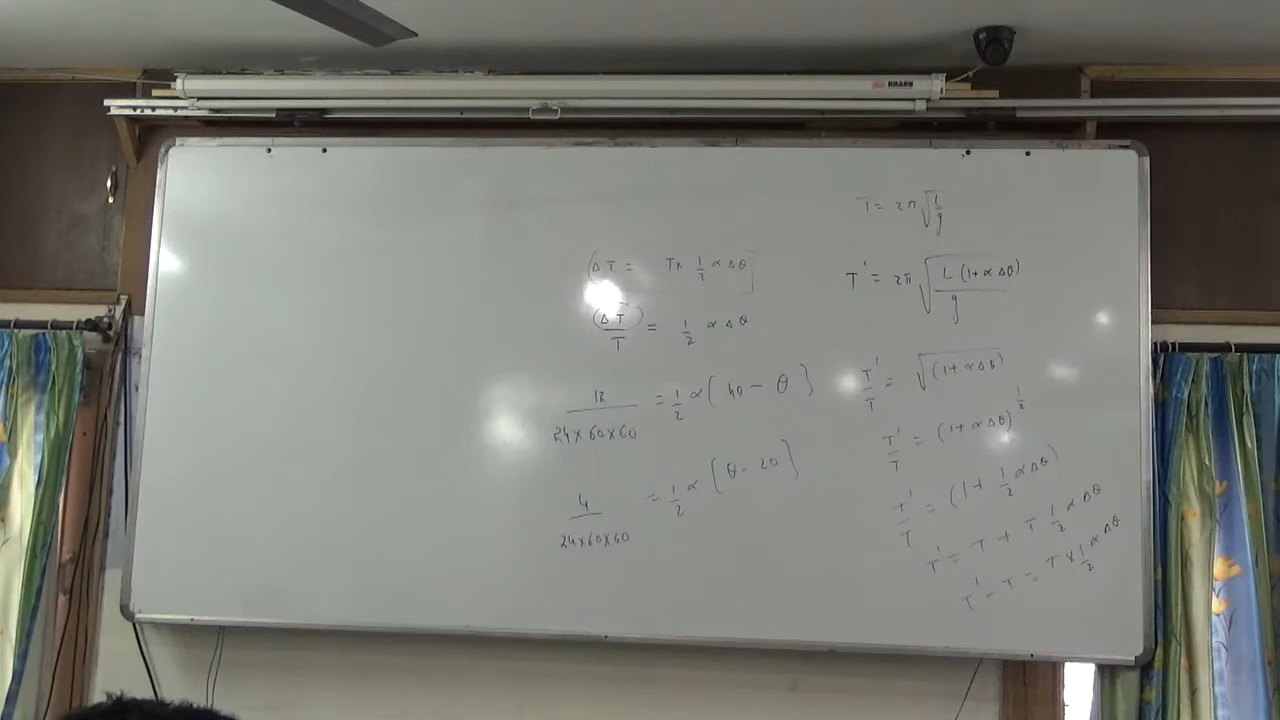 KRAUS
T = 2π √(L/g)
T' = 2π √(L (1+α Δθ)/g)
T'/T = √(1+α Δθ)
T'/T = (1+α Δθ)^(1/2)
T'/T = (1 + 1/2 α Δθ)
T' = T + T 1/2 α Δθ
T' - T = T × 1/2 α Δθ
(ΔT = T× 1/2 α Δθ]
(ΔT)/T = 1/2 α Δθ
12/(24×60×60) = 1/2 α (40 - θ)
4/(24×60×60) = 1/2 α [θ - 20]